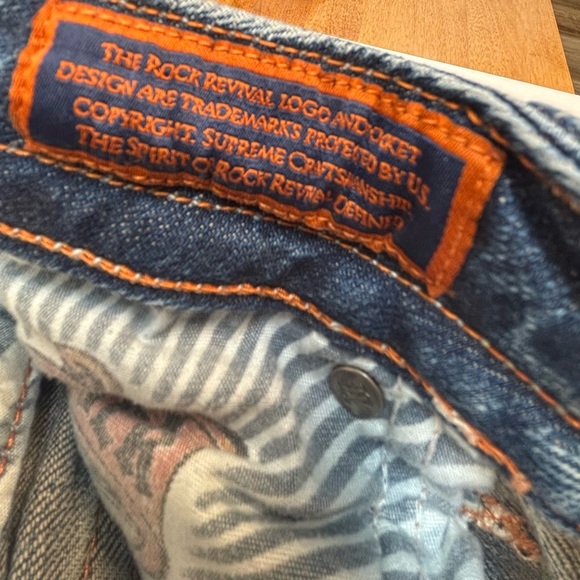 THE ROCK REVIVAL LOGO AND POCKET
DESIGN ARE TRADEMARKS PROTECTED BY U.S.
COPYRIGHT. SUPREME CRAFTSMANSHIP.
THE SPIRIT OF ROCK REVIVAL DEFINED